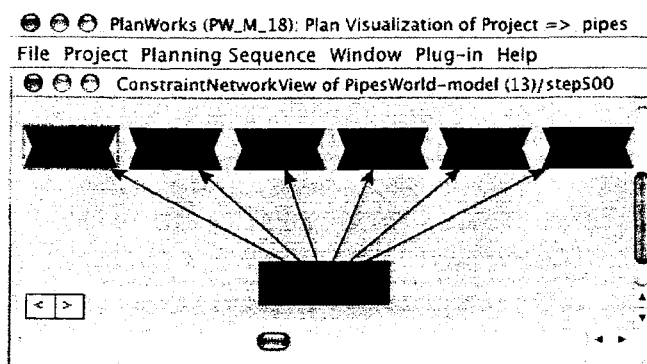 PlanWorks (PW_M_18): Plan Visualization of Project => pipes
File Project Planning Sequence Window Plug-in Help
ConstraintNetworkView of PipesWorld-model (13)/step500
< >